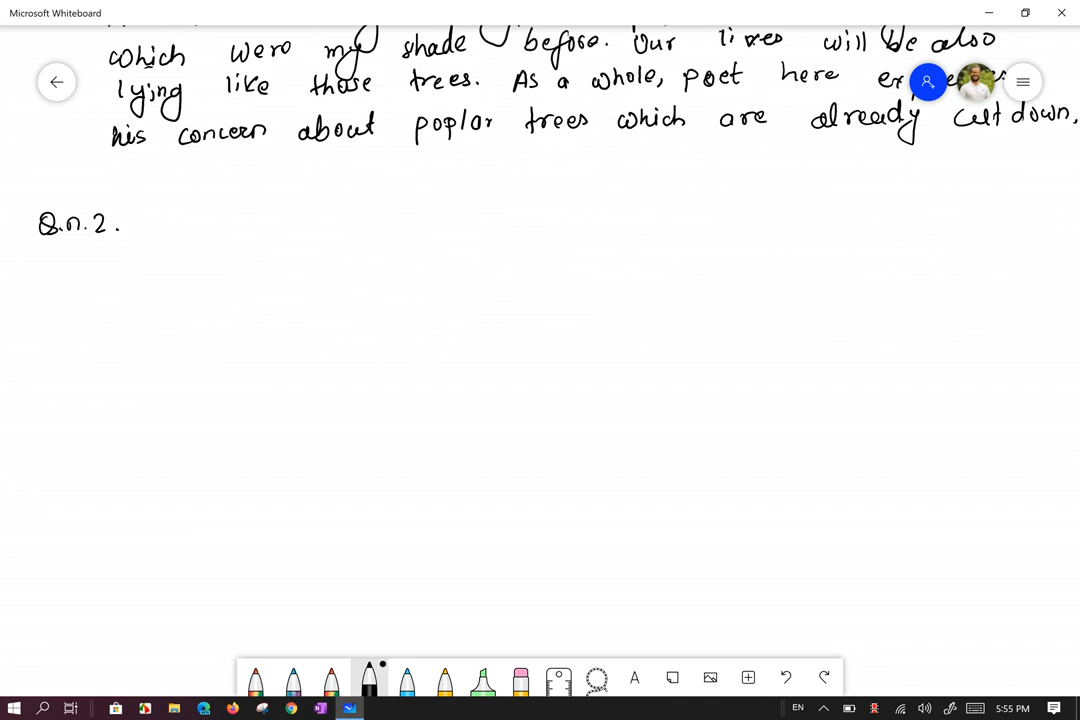 Microsoft Whiteboard
which were my shade before. Our lives will be also
lying like those trees. As a whole, poet here
his concern about poplar trees which are already cut down.
Q.n.2.
A
EN
5:55 PM